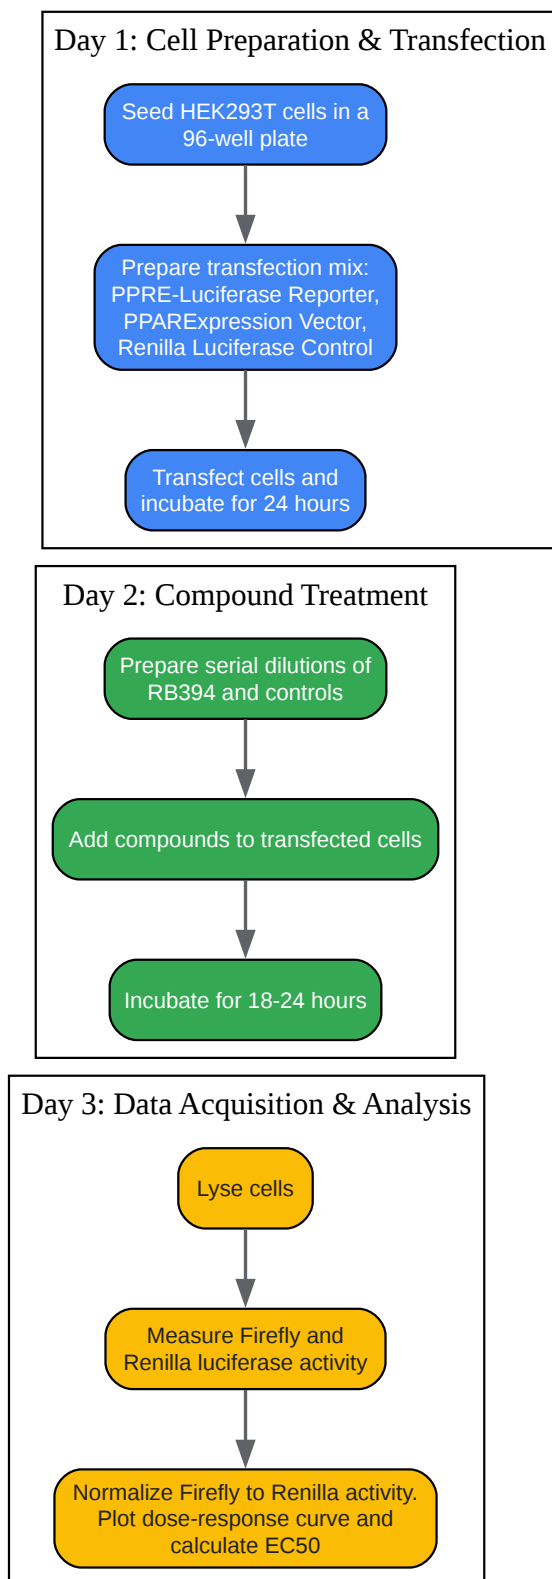 Day 1: Cell Preparation & Transfection
Seed HEK293T cells in a
96-well plate
Prepare transfection mix:
PPRE-Luciferase Reporter,
PPARExpression Vector,
Renilla Luciferase Control
Transfect cells and
incubate for 24 hours
Day 2: Compound Treatment
Prepare serial dilutions of
RB394 and controls
Add compounds to transfected cells
Incubate for 18-24 hours
Day 3: Data Acquisition & Analysis
Lyse cells
Measure Firefly and
Renilla luciferase activity
Normalize Firefly to Renilla activity.
Plot dose-response curve and
calculate EC50